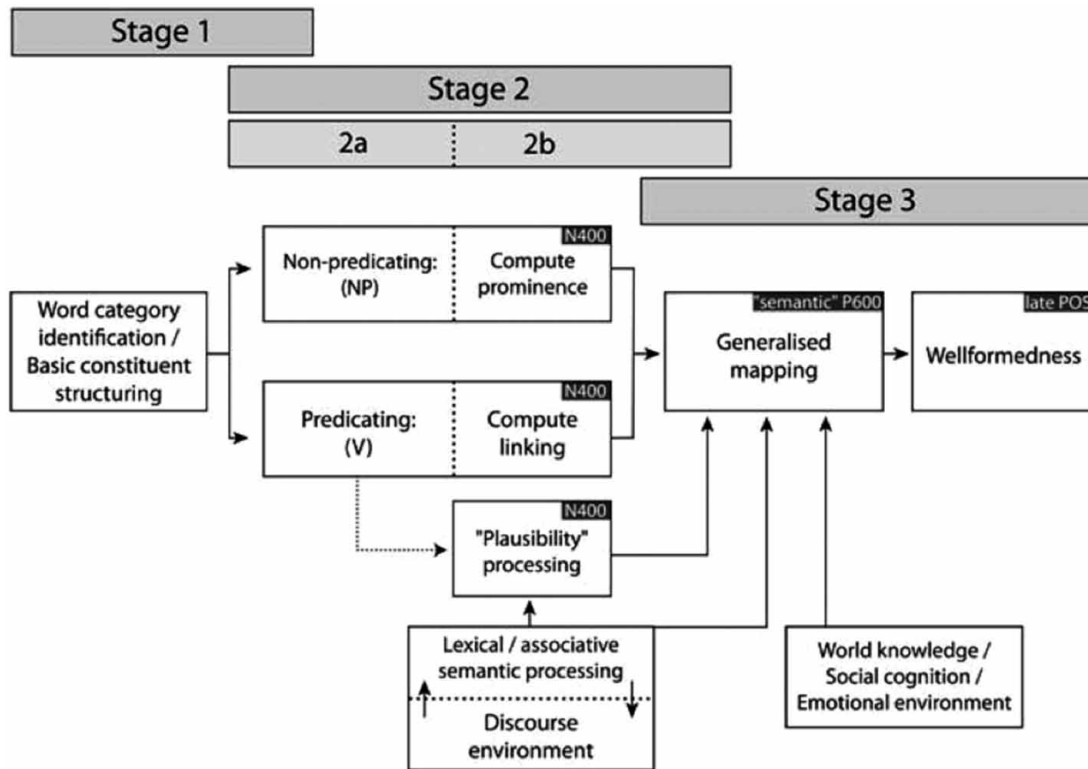 Stage 1
Stage 2
2a
2b
Stage 3
Non-predicating:
(NP)
N400
Compute
prominence
Word category
identification /
Basic constituent
structuring
"semantic" P600
Generalised
mapping
late POS
Wellformedness
Predicating:
(V)
N400
Compute
linking
N400
"Plausibility"
processing
Lexical / associative
semantic processing
Discourse
environment
World knowledge /
Social cognition /
Emotional environment